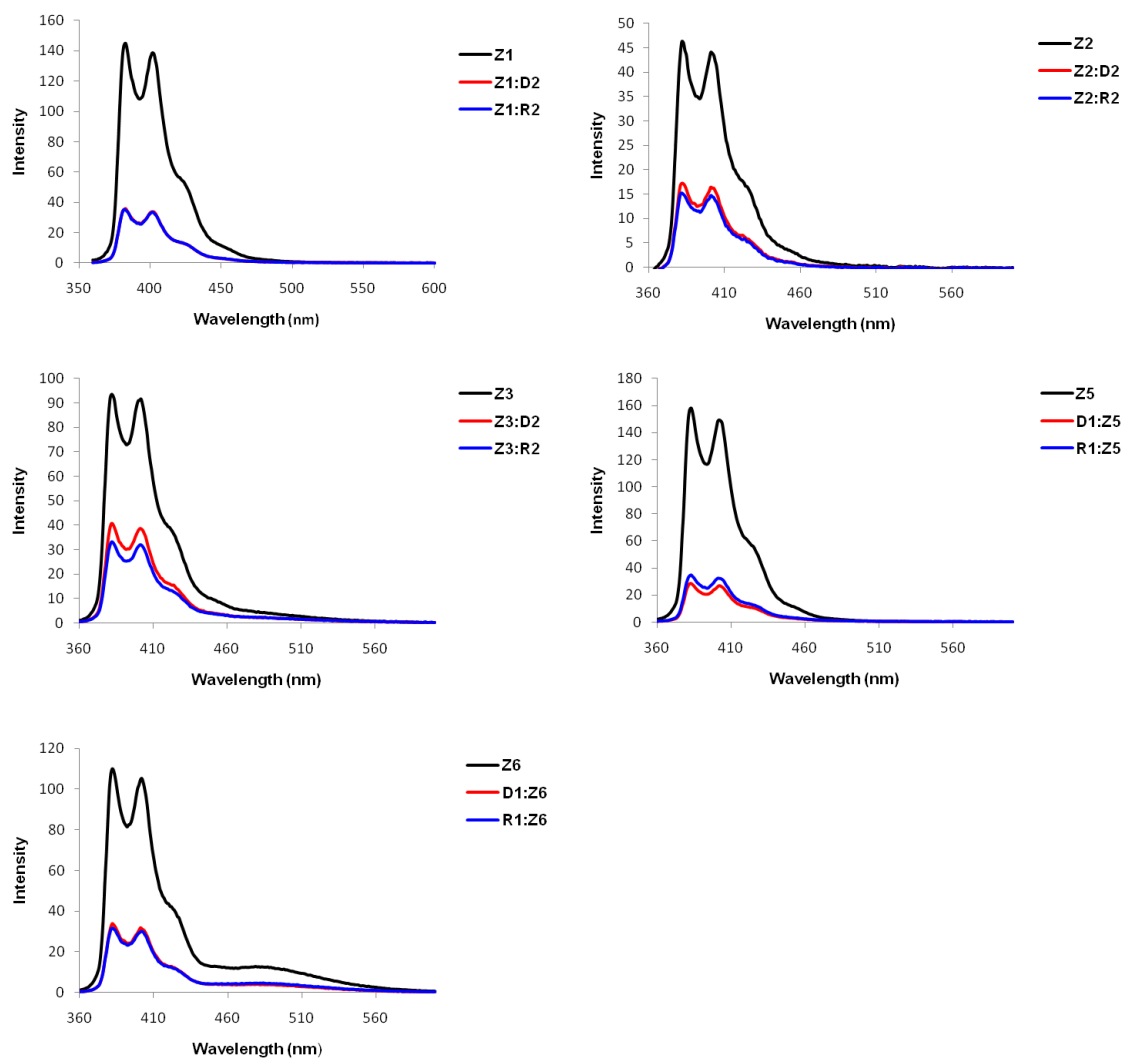 160
140
120
100
80
60
40
20
0
350
400
450
500
550
600
Intensity
Wavelength (nm)
Z1
Z1:D2
Z1:R2
50
45
40
35
30
25
20
15
10
5
0
360
410
460
510
560
Intensity
Wavelength (nm)
Z2
Z2:D2
Z2:R2
100
90
80
70
60
50
40
30
20
10
0
360
410
460
510
560
Intensity
Wavelength (nm)
Z3
Z3:D2
Z3:R2
180
160
140
120
100
80
60
40
20
0
360
410
460
510
560
Intensity
Wavelength (nm)
Z5
D1:Z5
R1:Z5
120
100
80
60
40
20
0
360
410
460
510
560
Intensity
Wavelength (nm)
Z6
D1:Z6
R1:Z6